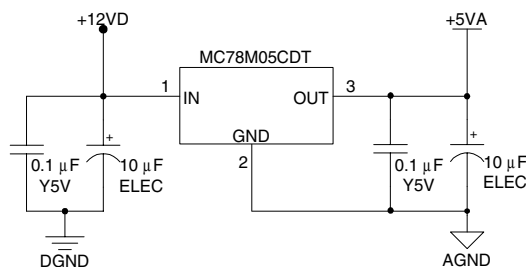 +12VD
+5VA
MC78M05CDT
1
IN
OUT
3
GND
2
+
0.1 μF
Y5V
10 μF
ELEC
+
0.1 μF
Y5V
10 μF
ELEC
DGND
AGND